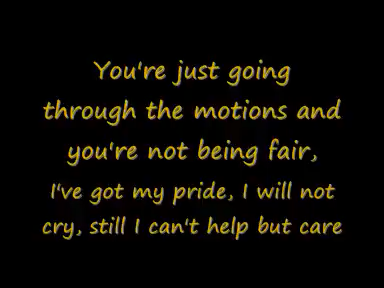 You're just going
through the motions and
you're not being fair,
I've got my pride, I will not
cry, still I can't help but care